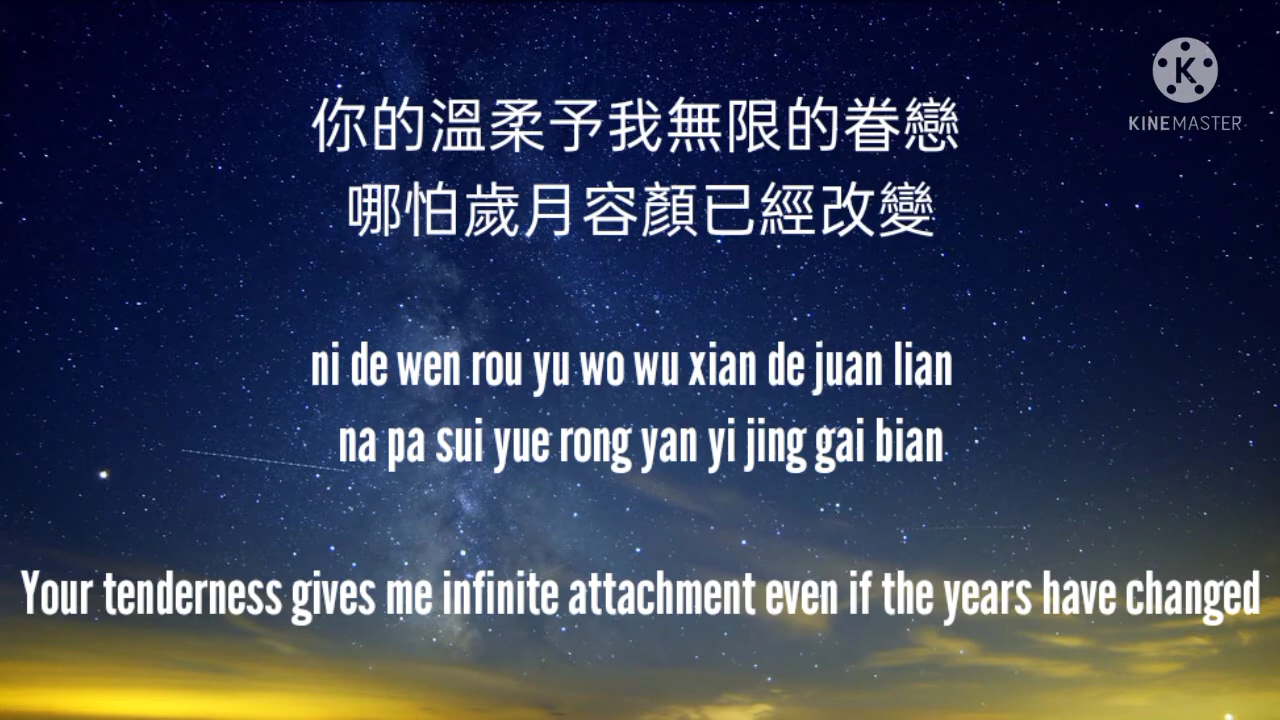 你的溫柔予我無限的眷戀
哪怕歲月容顏已經改變
ni de wen rou yu wo wu xian de juan lian
na pa sui yue rong yan yi jing gai bian
Your tenderness gives me infinite attachment even if the years have changed
K
KINEMASTER